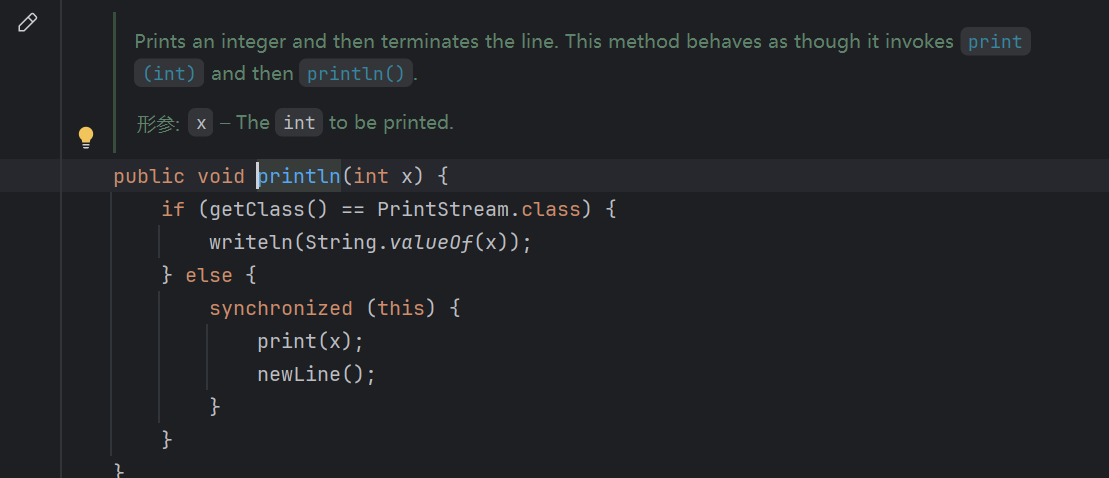 Prints an integer and then terminates the line. This method behaves as though it invokes print
(int) and then println().
形参: x – The int to be printed.
public void println(int x) {
    if (getClass() == PrintStream.class) {
        writeln(String.valueOf(x));
    } else {
        synchronized (this) {
            print(x);
            newLine();
        }
    }
}